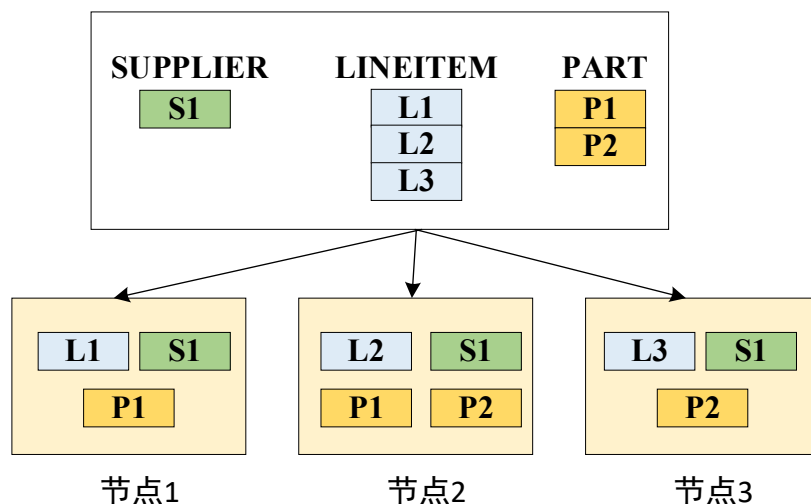 SUPPLIER LINEITEM PART
S1 L1 P1
L2 P2
L3
L1 S1 L2 S1 L3 S1
P1 P1 P2 P2
节点1 节点2 节点3